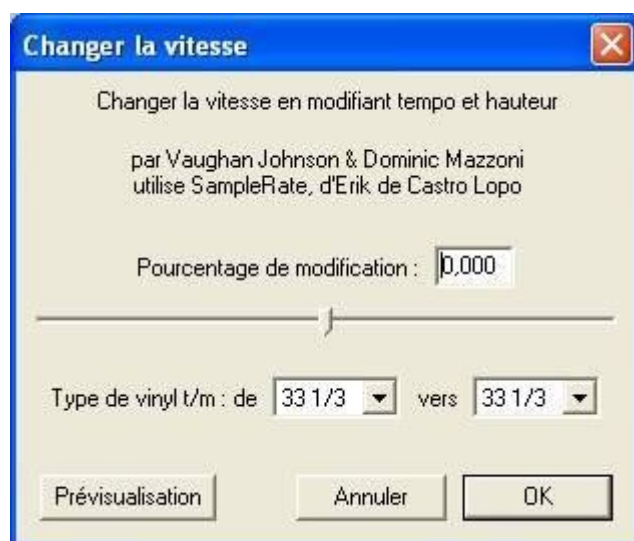 Changer la vitesse
Changer la vitesse en modifiant tempo et hauteur
par Vaughan Johnson & Dominic Mazzoni
utilise SampleRate, d'Erik de Castro Lopo
Pourcentage de modification : 0,000
Type de vinyl t/m : de 33 1/3 vers 33 1/3
Prévisualisation Annuler OK